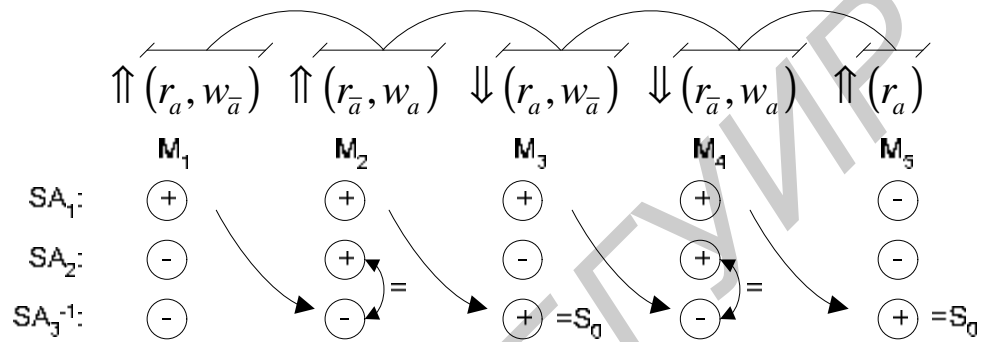 ⇑(r_a, w_ā) ⇑(r_ā, w_a) ⇓(r_a, w_ā) ⇓(r_ā, w_a) ⇑(r_a)
M₁ M₂ M₃ M₄ M₅
SA₁: + + + + -
SA₂: - + - + -
= =
SA₃⁻¹: - - + =S₀ - + =S₀
ГУИР